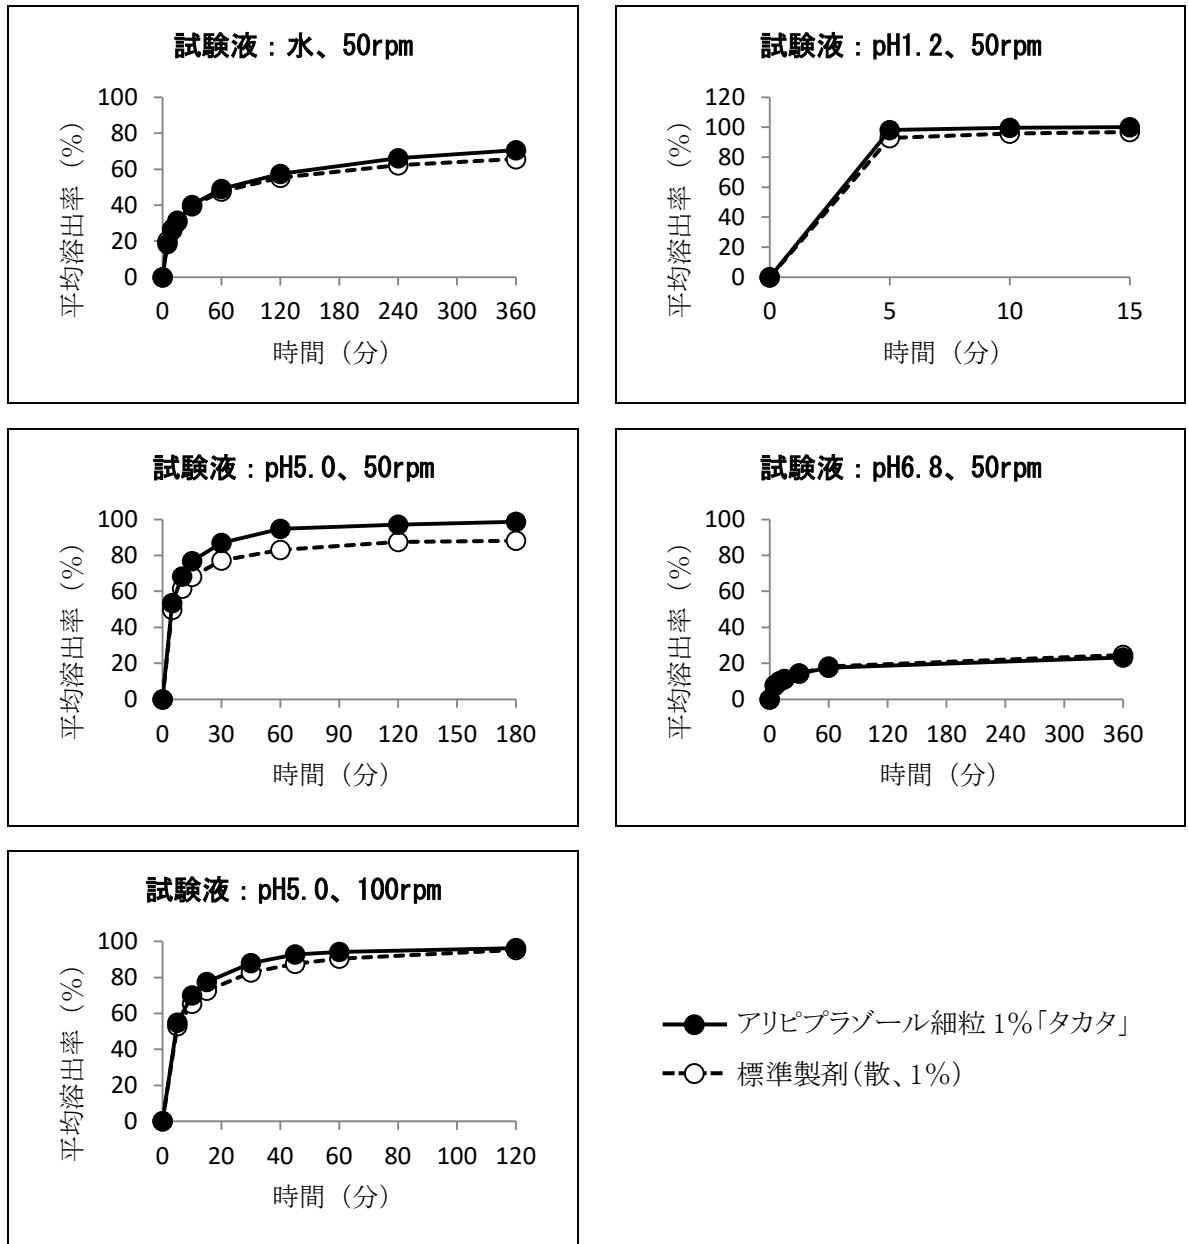 試験液：水、50rpm
平均溶出率（%）
100
80
60
40
20
0
0 60 120 180 240 300 360
時間（分）
試験液：pH1.2、50rpm
平均溶出率（%）
120
100
80
60
40
20
0
0 5 10 15
時間（分）
試験液：pH5.0、50rpm
平均溶出率（%）
100
80
60
40
20
0
0 30 60 90 120 150 180
時間（分）
試験液：pH6.8、50rpm
平均溶出率（%）
100
80
60
40
20
0
0 60 120 180 240 300 360
時間（分）
試験液：pH5.0、100rpm
平均溶出率（%）
100
80
60
40
20
0
0 20 40 60 80 100 120
時間（分）
アリピプラゾール細粒 1%「タカタ」
標準製剤（散、1%）